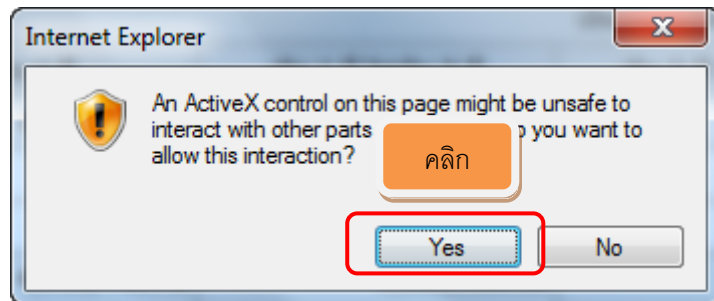 Internet Explorer
An ActiveX control on this page might be unsafe to
interact with other parts you want to
allow this interaction?
คลิก
Yes
No